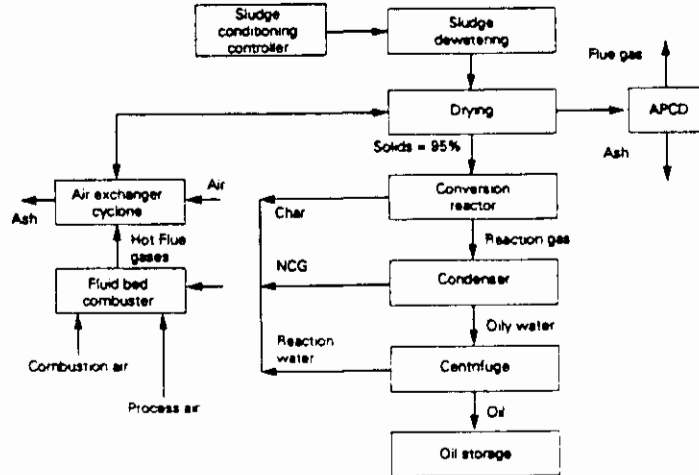 Sludge
conditioning
controller
Sludge
dewatering
Flue gas
Drying
APCD
Solids = 95%
Ash
Air exchanger
cyclone
Air
Ash
Conversion
reactor
Char
Hot Flue
gases
Reaction gas
NCG
Fluid bed
combuster
Condenser
Oily water
Reaction
water
Combustion air
Centrifuge
Process air
Oil
Oil storage